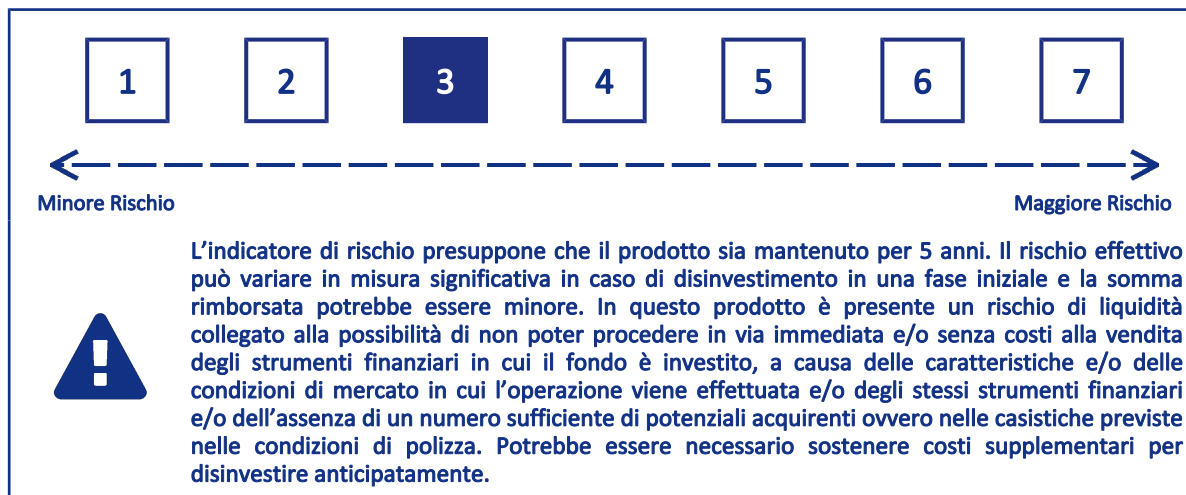 1 2 3 4 5 6 7
Minore Rischio Maggiore Rischio
L’indicatore di rischio presuppone che il prodotto sia mantenuto per 5 anni. Il rischio effettivo
può variare in misura significativa in caso di disinvestimento in una fase iniziale e la somma
rimborsata potrebbe essere minore. In questo prodotto è presente un rischio di liquidità
collegato alla possibilità di non poter procedere in via immediata e/o senza costi alla vendita
degli strumenti finanziari in cui il fondo è investito, a causa delle caratteristiche e/o delle
condizioni di mercato in cui l’operazione viene effettuata e/o degli stessi strumenti finanziari
e/o dell’assenza di un numero sufficiente di potenziali acquirenti ovvero nelle casistiche previste
nelle condizioni di polizza. Potrebbe essere necessario sostenere costi supplementari per
disinvestire anticipatamente.